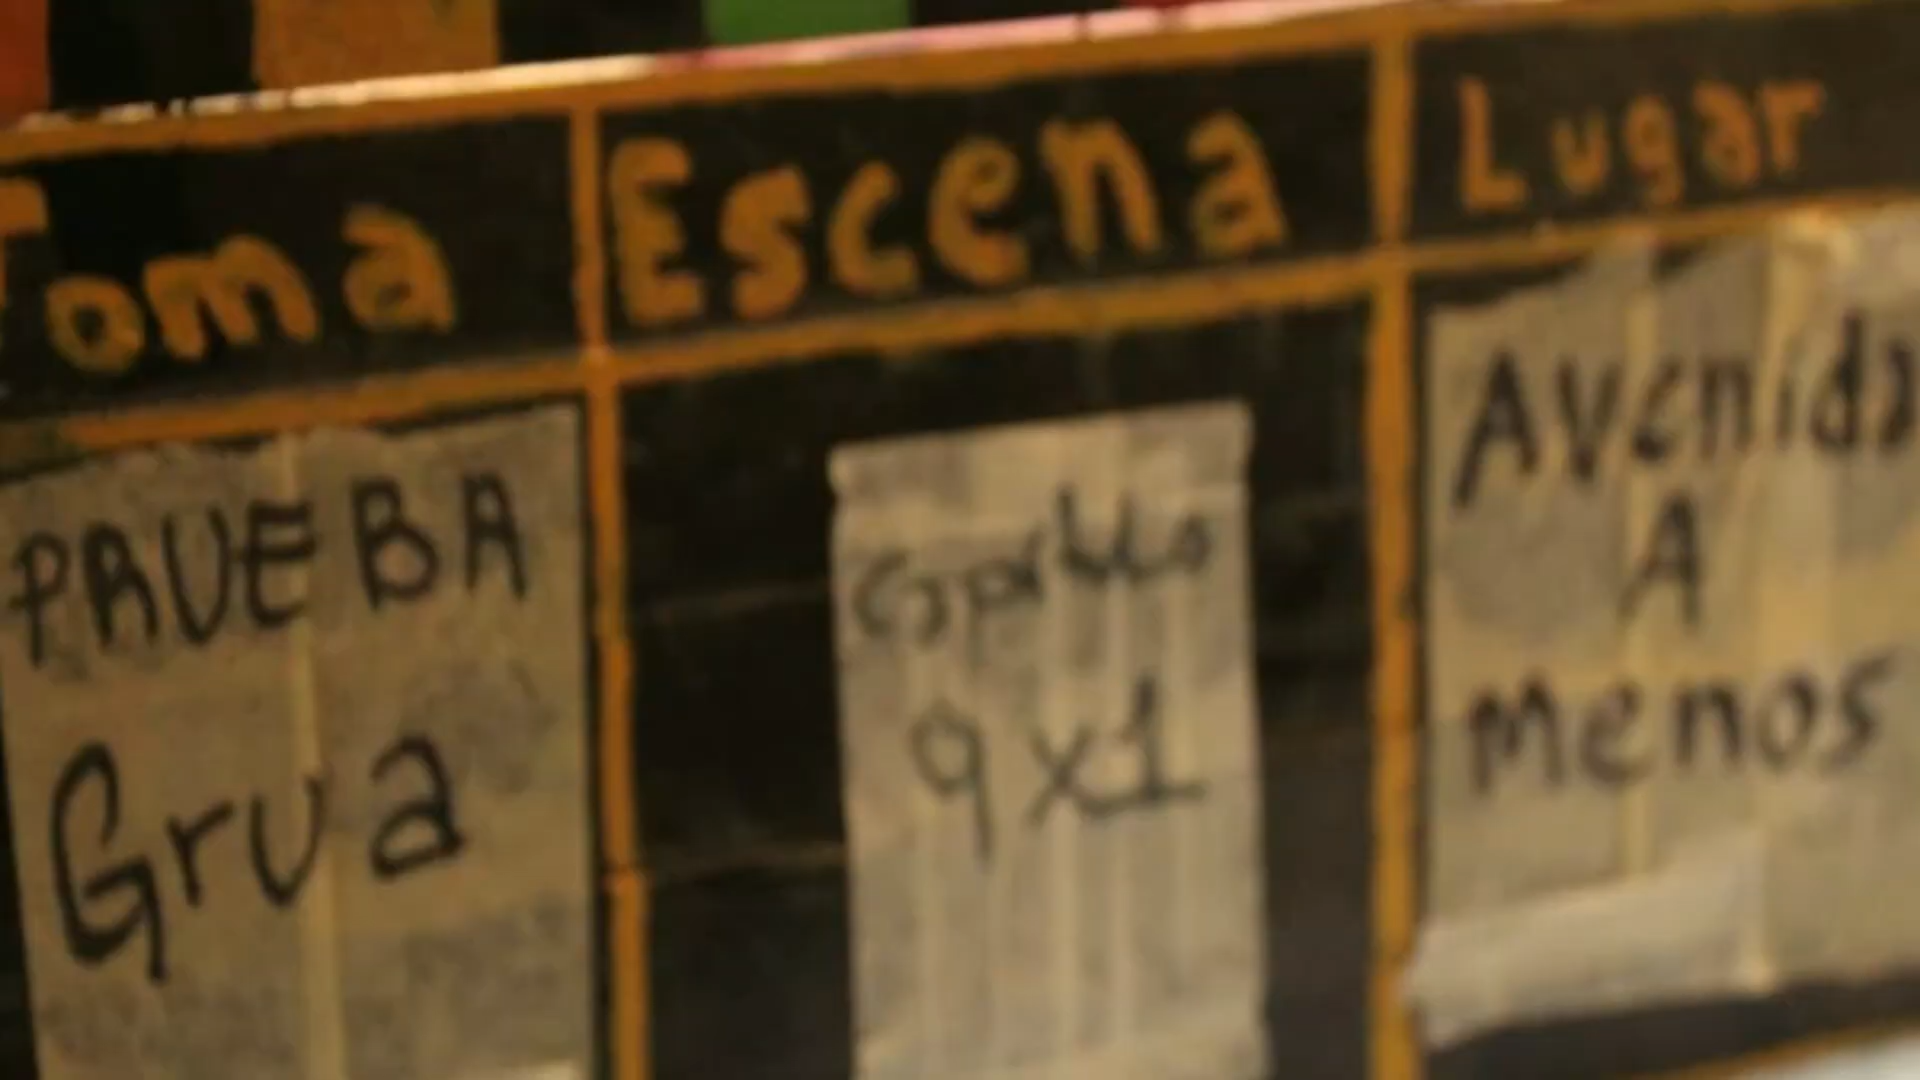 Toma Escena Lugar
PRUEBA
Grua
9x1
Avenida
A
Menos